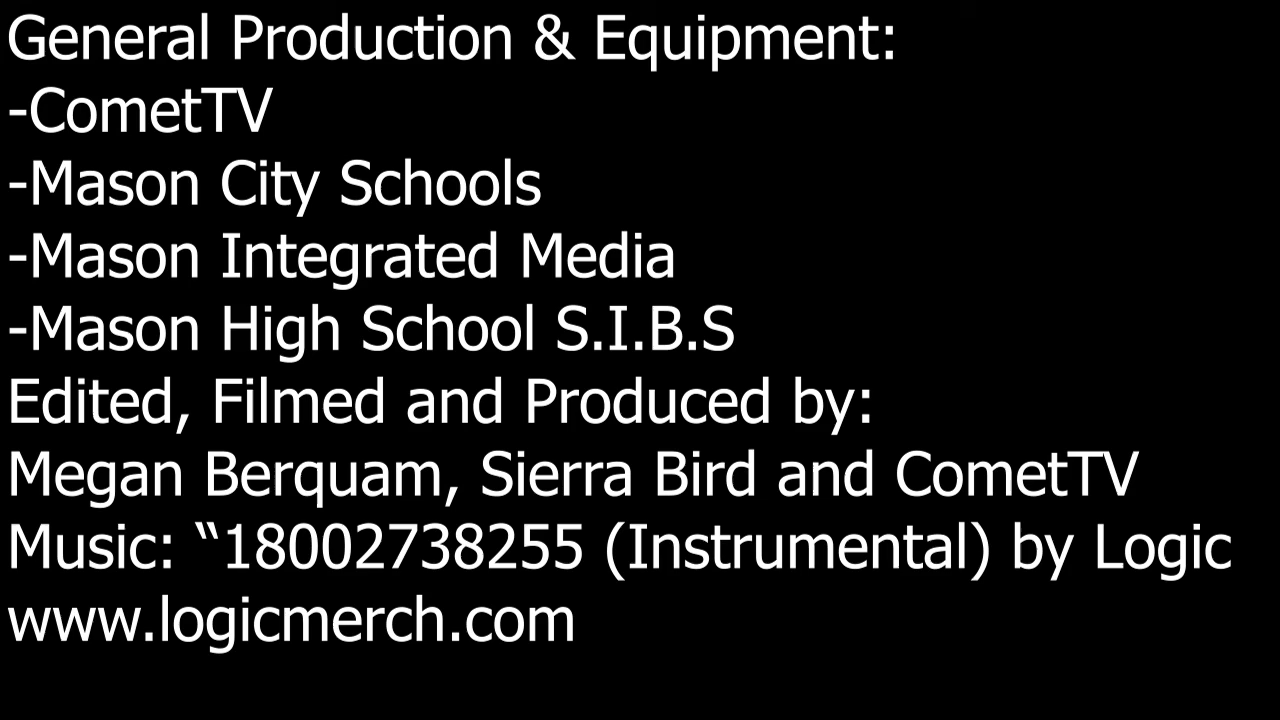 General Production & Equipment:
-CometTV
-Mason City Schools
-Mason Integrated Media
-Mason High School S.I.B.S
Edited, Filmed and Produced by:
Megan Berquam, Sierra Bird and CometTV
Music: “18002738255 (Instrumental) by Logic
www.logicmerch.com